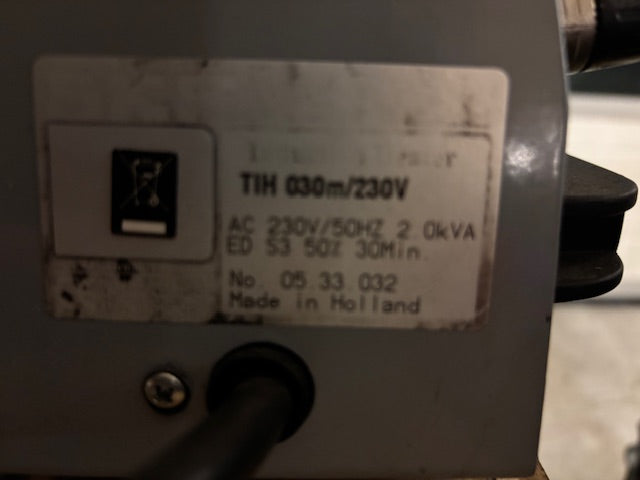 TIH 030m/230V
AC 230V/50HZ 2.0kVA
ED S3 50% 30Min.
No. 05.33.032
Made in Holland